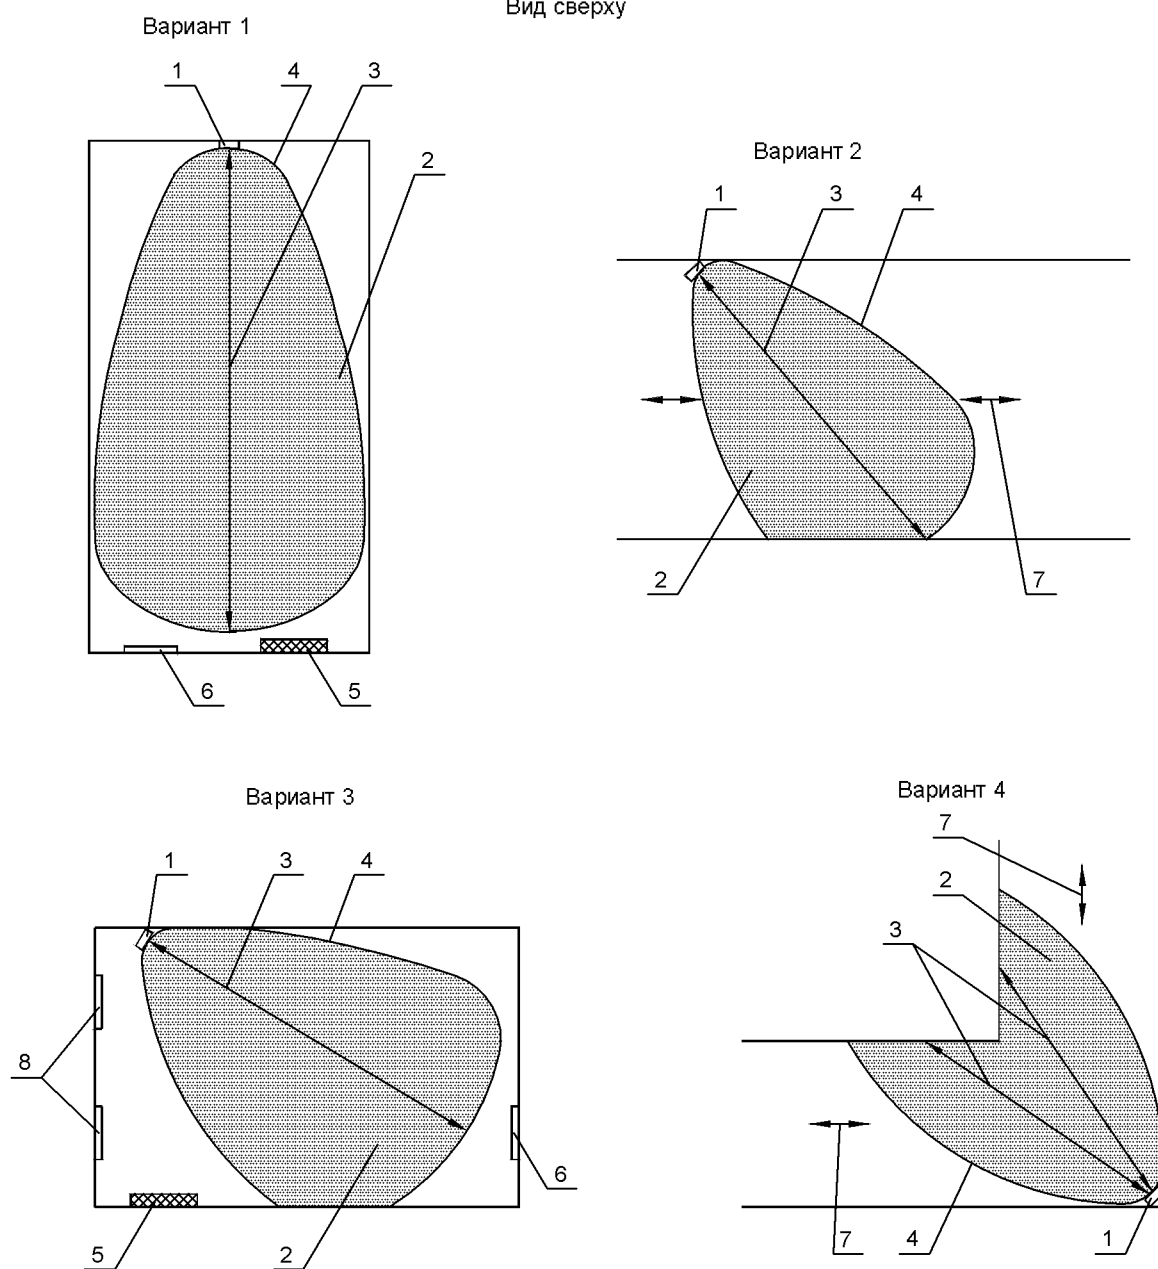 Вид сверху
Вариант 1
1 4 3
2
6 5
Вариант 2
1 3 4
2 7
Вариант 3
1 3 4
8
6
5 2
Вариант 4
7
2
3
7 4 1